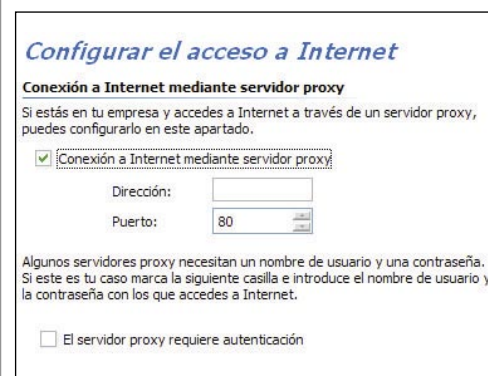 Configurar el acceso a Internet
Conexión a Internet mediante servidor proxy
Si estás en tu empresa y accedes a Internet a través de un servidor proxy,
puedes configurarlo en este apartado.
Conexión a Internet mediante servidor proxy
Dirección:
Puerto: 80
Algunos servidores proxy necesitan un nombre de usuario y una contraseña.
Si este es tu caso marca la siguiente casilla e introduce el nombre de usuario y
la contraseña con los que accedes a Internet.
El servidor proxy requiere autenticación